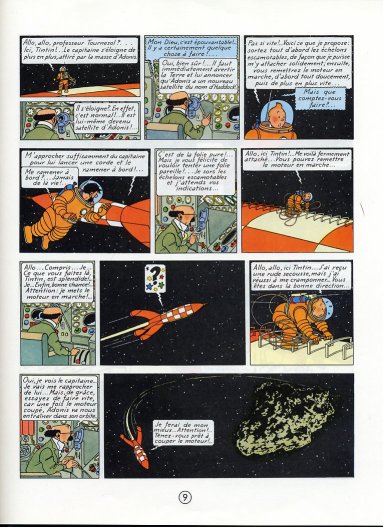 Allo, allo, professeur Tournesol?...
Ici, Tintin!... Le capitaine s'éloigne de
plus en plus, attiré par la masse d'Adonis.
Il s'éloigne? En effet,
c'est normal!... Il est
lui-même devenu
satellite d'Adonis!
Mon Dieu, c'est épouvantable!...
Il y a certainement quelque
chose à faire!...
Oui, bien sûr!... Il faut
immédiatement avertir
la Terre et lui annoncer
qu'Adonis a un nouveau
satellite du nom d'Haddock!
Pas si vite!... Voici ce que je propose:
sortez tout d'abord les échelons
escamotables, de façon que je puisse
m'y attacher solidement; ensuite,
vous remettrez le moteur en
marche, d'abord tout doucement,
puis de plus en plus vite.
Mais que
comptez-vous
faire?...
M'approcher suffisamment du capitaine
pour lui lancer une corde et le
ramener à bord!...
Me ramener à
bord?... Jamais
de la vie!...
C'est de la folie pure!...
Mais je vous félicite de
vouloir tenter une folie
pareille!... Je sors les
échelons escamotables
et j'attends vos
indications...
Allo, ici Tintin!... Me voilà fermement
attaché... Vous pouvez remettre
le moteur en marche...
Allo... Compris... Je...
Ce que vous faites là,
Tintin, est splendide!...
Je... Enfin, bonne chance!
Attention: je mets le
moteur en marche!...
?
Allo, allo, ici Tintin... J'ai reçu
une rude secousse, mais j'ai
réussi à me cramponner... Vous
êtes dans la bonne direction...
Oui, je vois le capitaine...
Je vais me rapprocher
de lui... Mais, de grâce,
essayez de faire vite,
car une fois le moteur
coupé, Adonis va nous
entraîner dans son orbite.
Je ferai de mon
mieux... Attention!...
Tenez-vous prêt
à couper le moteur!
9